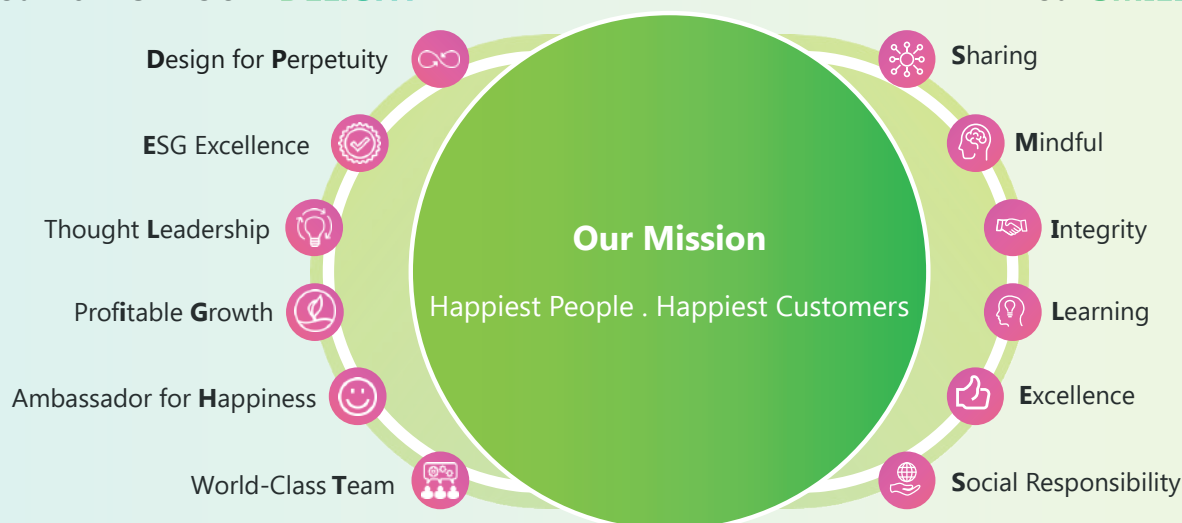 Design for Perpetuity
ESG Excellence
Thought Leadership
Profitable Growth
Ambassador for Happiness
World-Class Team
Our Mission
Happiest People . Happiest Customers
Sharing
Mindful
Integrity
Learning
Excellence
Social Responsibility